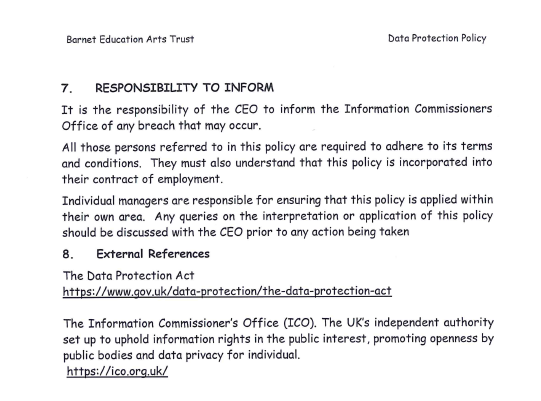 Barnet Education Arts Trust Data Protection Policy
7. RESPONSIBILITY TO INFORM
It is the responsibility of the CEO to inform the Information Commissioners
Office of any breach that may occur.
All those persons referred to in this policy are required to adhere to its terms
and conditions. They must also understand that this policy is incorporated into
their contract of employment.
Individual managers are responsible for ensuring that this policy is applied within
their own area. Any queries on the interpretation or application of this policy
should be discussed with the CEO prior to any action being taken
8. External References
The Data Protection Act
https://www.gov.uk/data-protection/the-data-protection-act
The Information Commissioner's Office (ICO). The UK's independent authority
set up to uphold information rights in the public interest, promoting openness by
public bodies and data privacy for individual.
https://ico.org.uk/